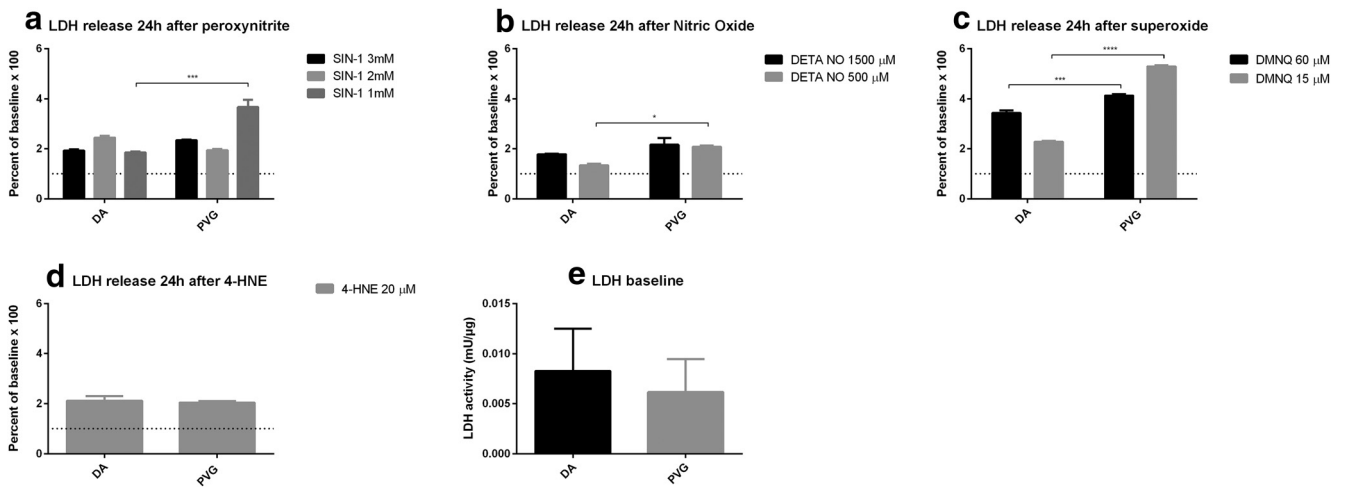 a LDH release 24h after peroxynitrite
Percent of baseline x 100
6
4
2
0
***
DA
PVG
SIN-1 3mM
SIN-1 2mM
SIN-1 1mM
b LDH release 24h after Nitric Oxide
Percent of baseline x 100
6
4
2
0
*
DA
PVG
DETA NO 1500 μM
DETA NO 500 μM
c LDH release 24h after superoxide
Percent of baseline x 100
6
4
2
0
****
***
DA
PVG
DMNQ 60 μM
DMNQ 15 μM
d LDH release 24h after 4-HNE
Percent of baseline x 100
6
4
2
0
DA
PVG
4-HNE 20 μM
e LDH baseline
LDH activity (mU/μg)
0.015
0.010
0.005
0.000
DA
PVG